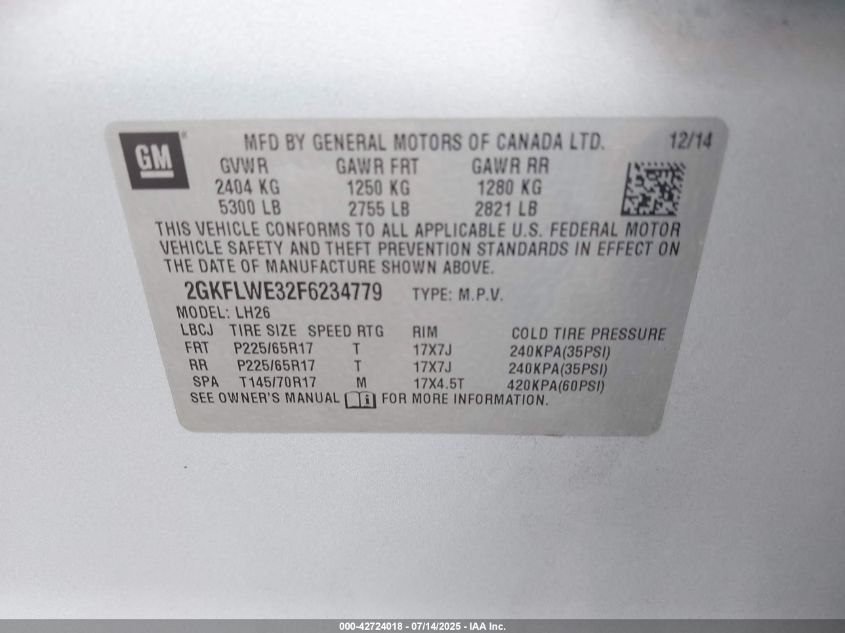 GM ® MFD BY GENERAL MOTORS OF CANADA LTD. 12/14
GVWR GAWR FRT GAWR RR
2404 KG 1250 KG 1280 KG
5300 LB 2755 LB 2821 LB
THIS VEHICLE CONFORMS TO ALL APPLICABLE U.S. FEDERAL MOTOR
VEHICLE SAFETY AND THEFT PREVENTION STANDARDS IN EFFECT ON
THE DATE OF MANUFACTURE SHOWN ABOVE.
2GKFLWE32F6234779 TYPE: M.P.V.
MODEL: LH26
LBCJ TIRE SIZE SPEED RTG RIM COLD TIRE PRESSURE
FRT P225/65R17 T 17X7J 240KPA(35PSI)
RR P225/65R17 T 17X7J 240KPA(35PSI)
SPA T145/70R17 M 17X4.5T 420KPA(60PSI)
SEE OWNER'S MANUAL i FOR MORE INFORMATION.
000-42724018 - 07/14/2025 - IAA Inc.